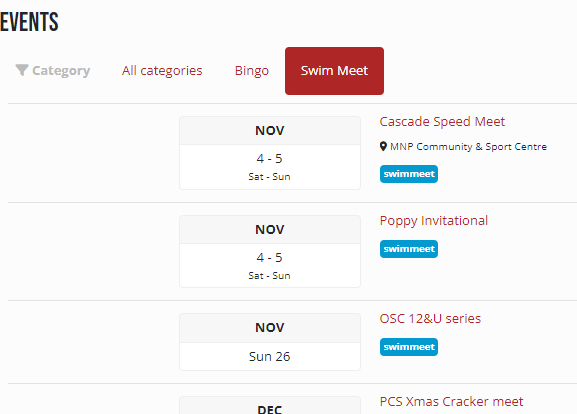 EVENTS
Category All categories Bingo Swim Meet
NOV
4 - 5
Sat - Sun
Cascade Speed Meet
MNP Community & Sport Centre
swimmeet
NOV
4 - 5
Sat - Sun
Poppy Invitational
swimmeet
NOV
Sun 26
OSC 12&U series
swimmeet
DEC
PCS Xmas Cracker meet